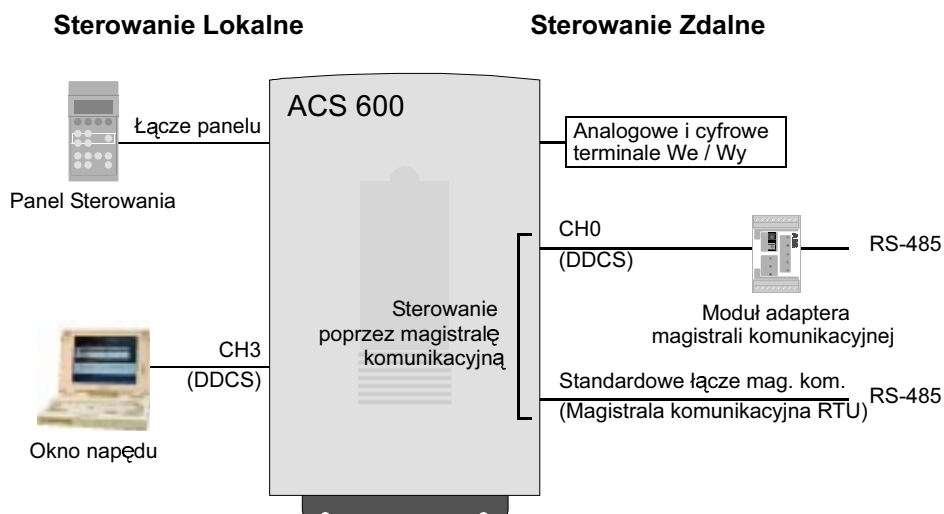 Sterowanie Lokalne
Sterowanie Zdalne
ACS 600
Łącze panelu
Panel Sterowania
Analogowe i cyfrowe
terminale We / Wy
CH0
(DDCS)
ABB
RS-485
Moduł adaptera
magistrali komunikacyjnej
Sterowanie
poprzez magistralę
komunikacyjną
CH3
(DDCS)
Okno napędu
Standardowe łącze mag. kom.
(Magistrala komunikacyjna RTU)
RS-485